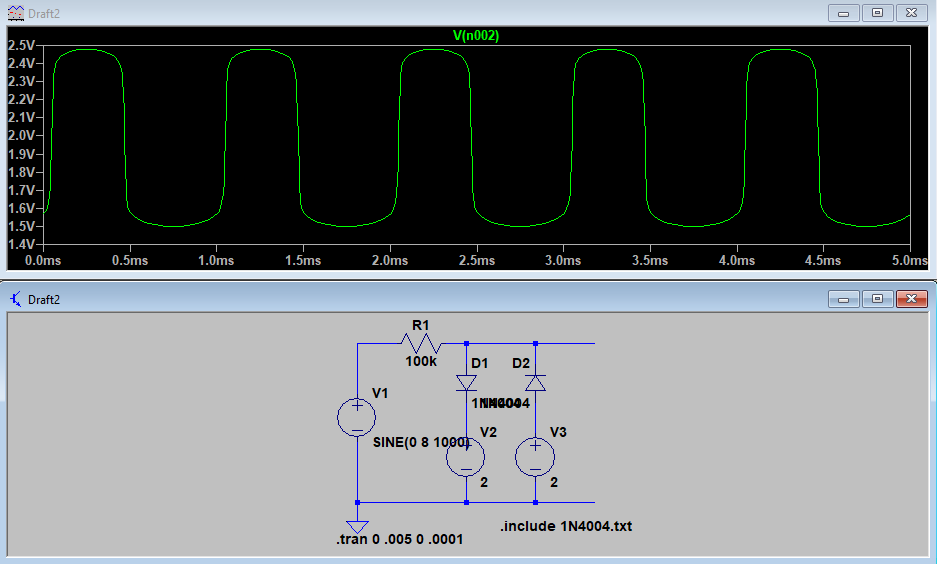 Draft2
V(n002)
2.5V
2.4V
2.3V
2.2V
2.1V
2.0V
1.9V
1.8V
1.7V
1.6V
1.5V
1.4V
0.0ms 0.5ms 1.0ms 1.5ms 2.0ms 2.5ms 3.0ms 3.5ms 4.0ms 4.5ms 5.0ms
Draft2
R1
100k
D1 D2
1N4004
V1
V2 V3
SINE(0 8 1000)
2 2
.include 1N4004.txt
.tran 0 .005 0 .0001